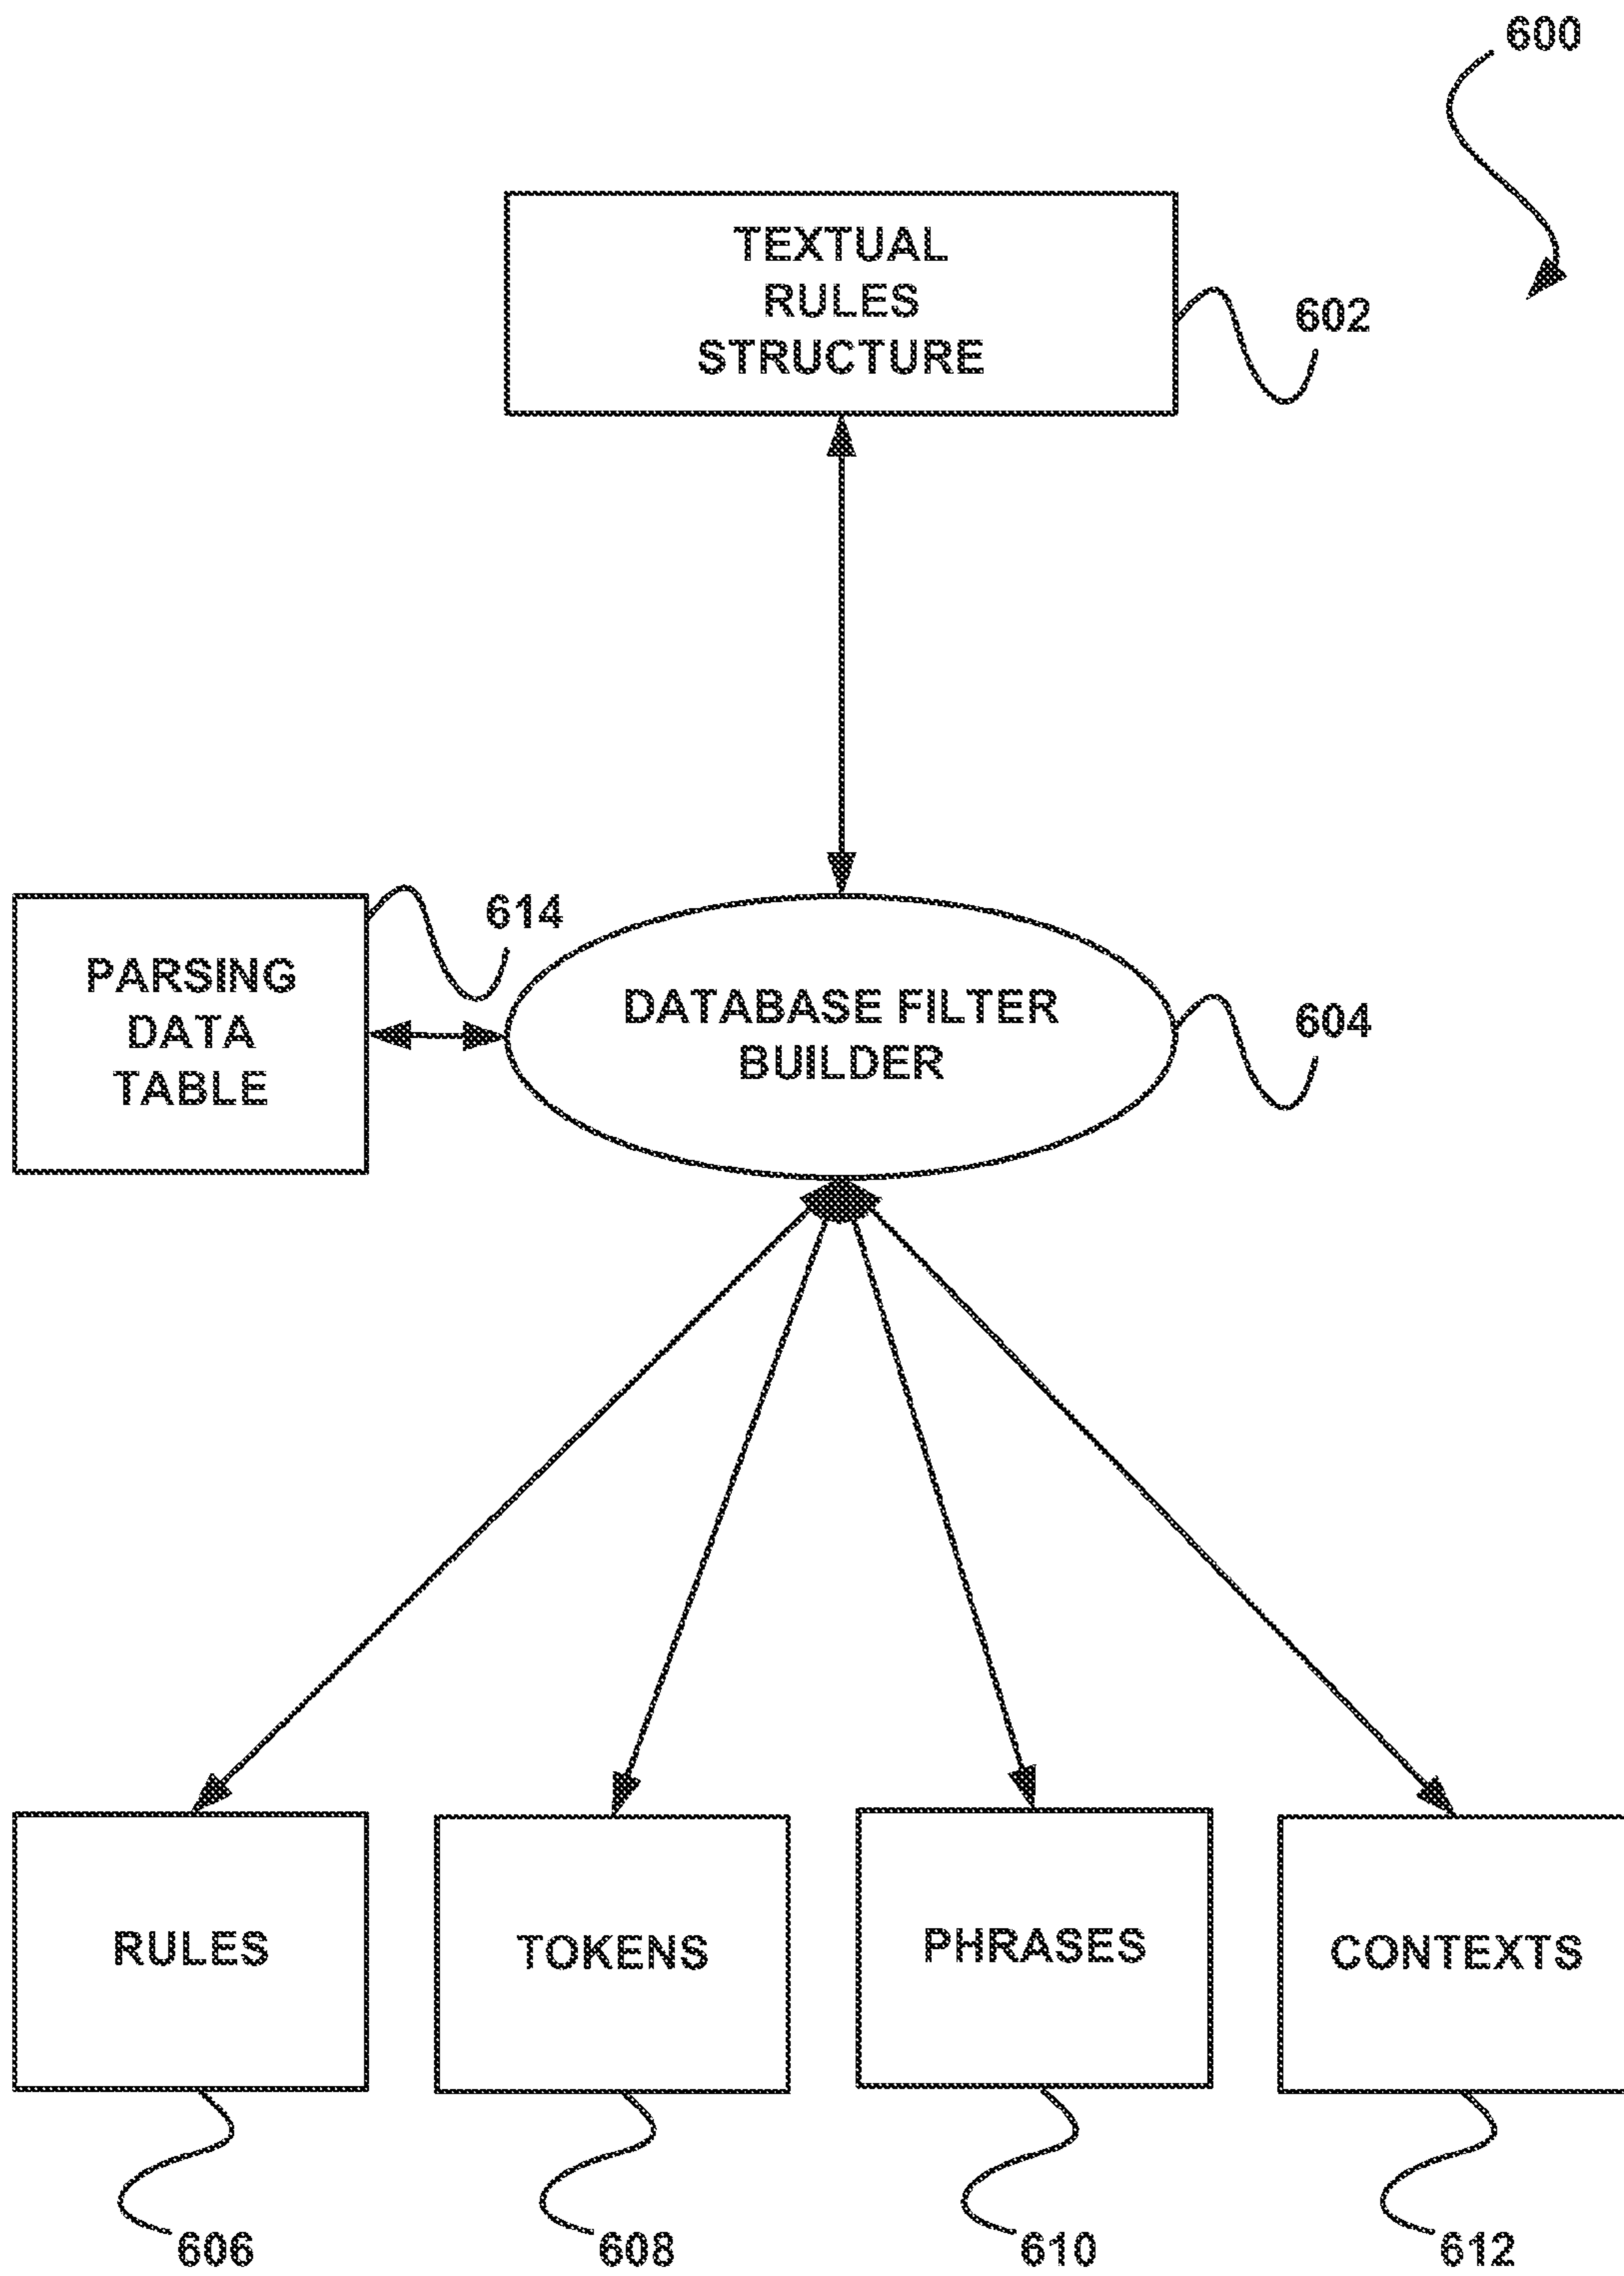 600
TEXTUAL
RULES
STRUCTURE
602
614
PARSING
DATA
TABLE
DATABASE FILTER
BUILDER
604
RULES
TOKENS
PHRASES
CONTEXTS
606
608
610
612